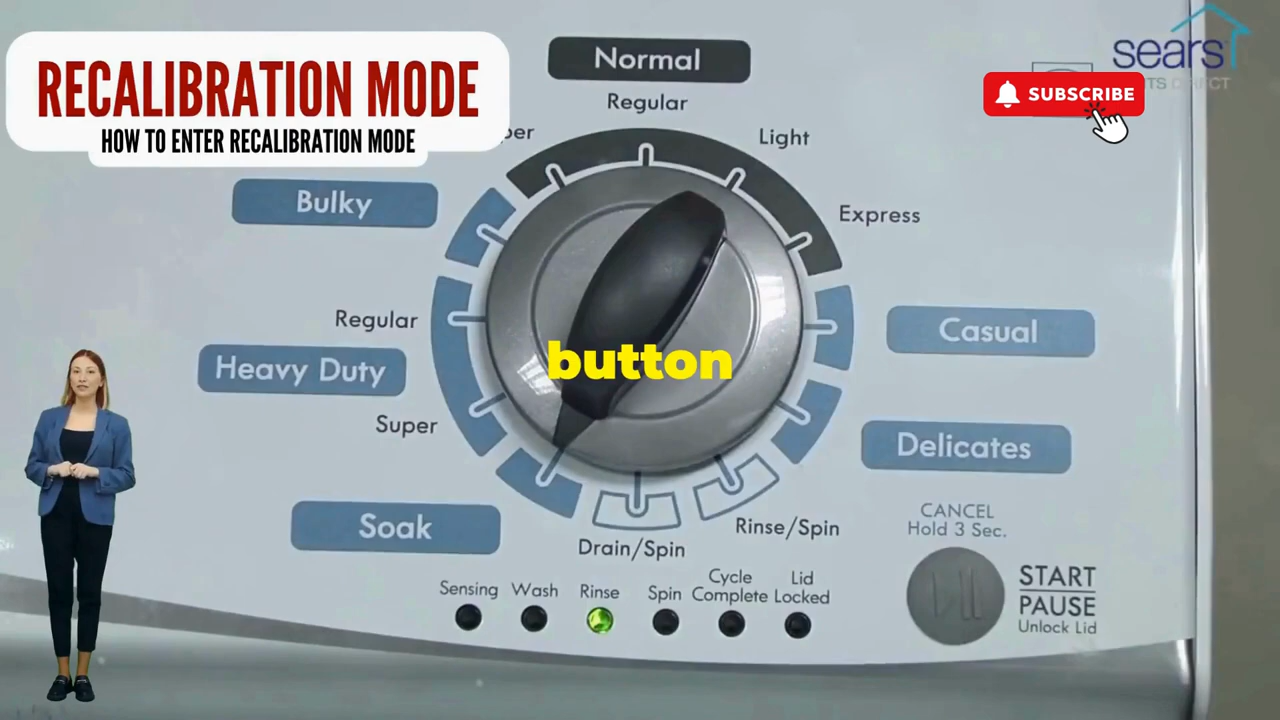 RECALIBRATION MODE
HOW TO ENTER RECALIBRATION MODE
Normal
Regular
Light
Express
Bulky
Regular
Heavy Duty
Super
Soak
Casual
Delicates
Rinse/Spin
Drain/Spin
button
CANCEL
Hold 3 Sec.
START
PAUSE
Unlock Lid
Sensing
Wash
Rinse
Spin
Cycle
Complete
Lid
Locked
sears
DIRECT
SUBSCRIBE